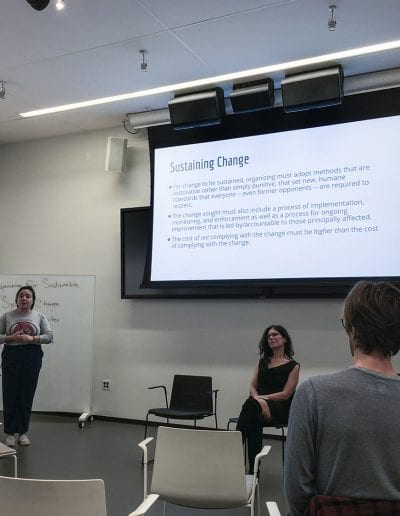 Sustaining Change
For change to be sustained, organizing must adopt methods that are
restorative rather than simply punitive; that set new, humane
standards that everyone -- even former opponents -- are required to
respect.
The change sought must also include a process of implementation,
monitoring, and enforcement as well as a process for ongoing
improvement that is led-by/accountable to those principally affected.
The cost of not complying with the change must be higher than the cost
of complying with the change.
for Sustainable